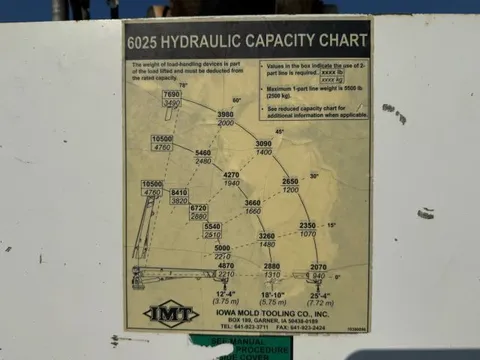 6025 HYDRAULIC CAPACITY CHART
The weight of load-handling devices is part
of the load lifted and must be deducted from
the rated capacity.
• Values in the box indicate the use of 2-
part line is required. xxxx lb
xxxx kg
• Maximum 1-part line weight is 5500 lb
(2500 kg).
• See reduced capacity chart for
additional information when applicable.
75°
7690
3490
60°
3980
2000
45°
10500
4760
5460
2480
3090
1400
4270
1940
30°
10500
4760
8410
3820
2650
1200
6720
2880
3660
1660
5540
2510
2350
1070
15°
3260
1480
5000
2210
4870
2210
2880
1310
2070
940
0°
12'-4"
(3.75 m)
18'-10"
(5.75 m)
25'-4"
(7.72 m)
IMT
IOWA MOLD TOOLING CO., INC.
BOX 189, GARNER, IA 50438-0189
TEL: 641-923-3711 FAX: 641-923-2424
SEE MANUAL
PROCEDURE
SIDE COVER